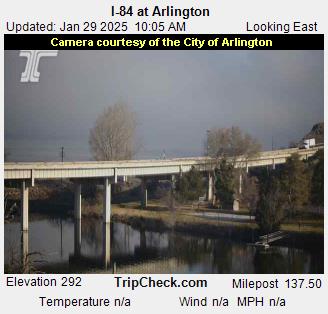 I-84 at Arlington
Updated: Jan 29 2025 10:05 AM Looking East
Camera courtesy of the City of Arlington
Elevation 292 TripCheck.com Milepost 137.50
Temperature n/a Wind n/a MPH n/a